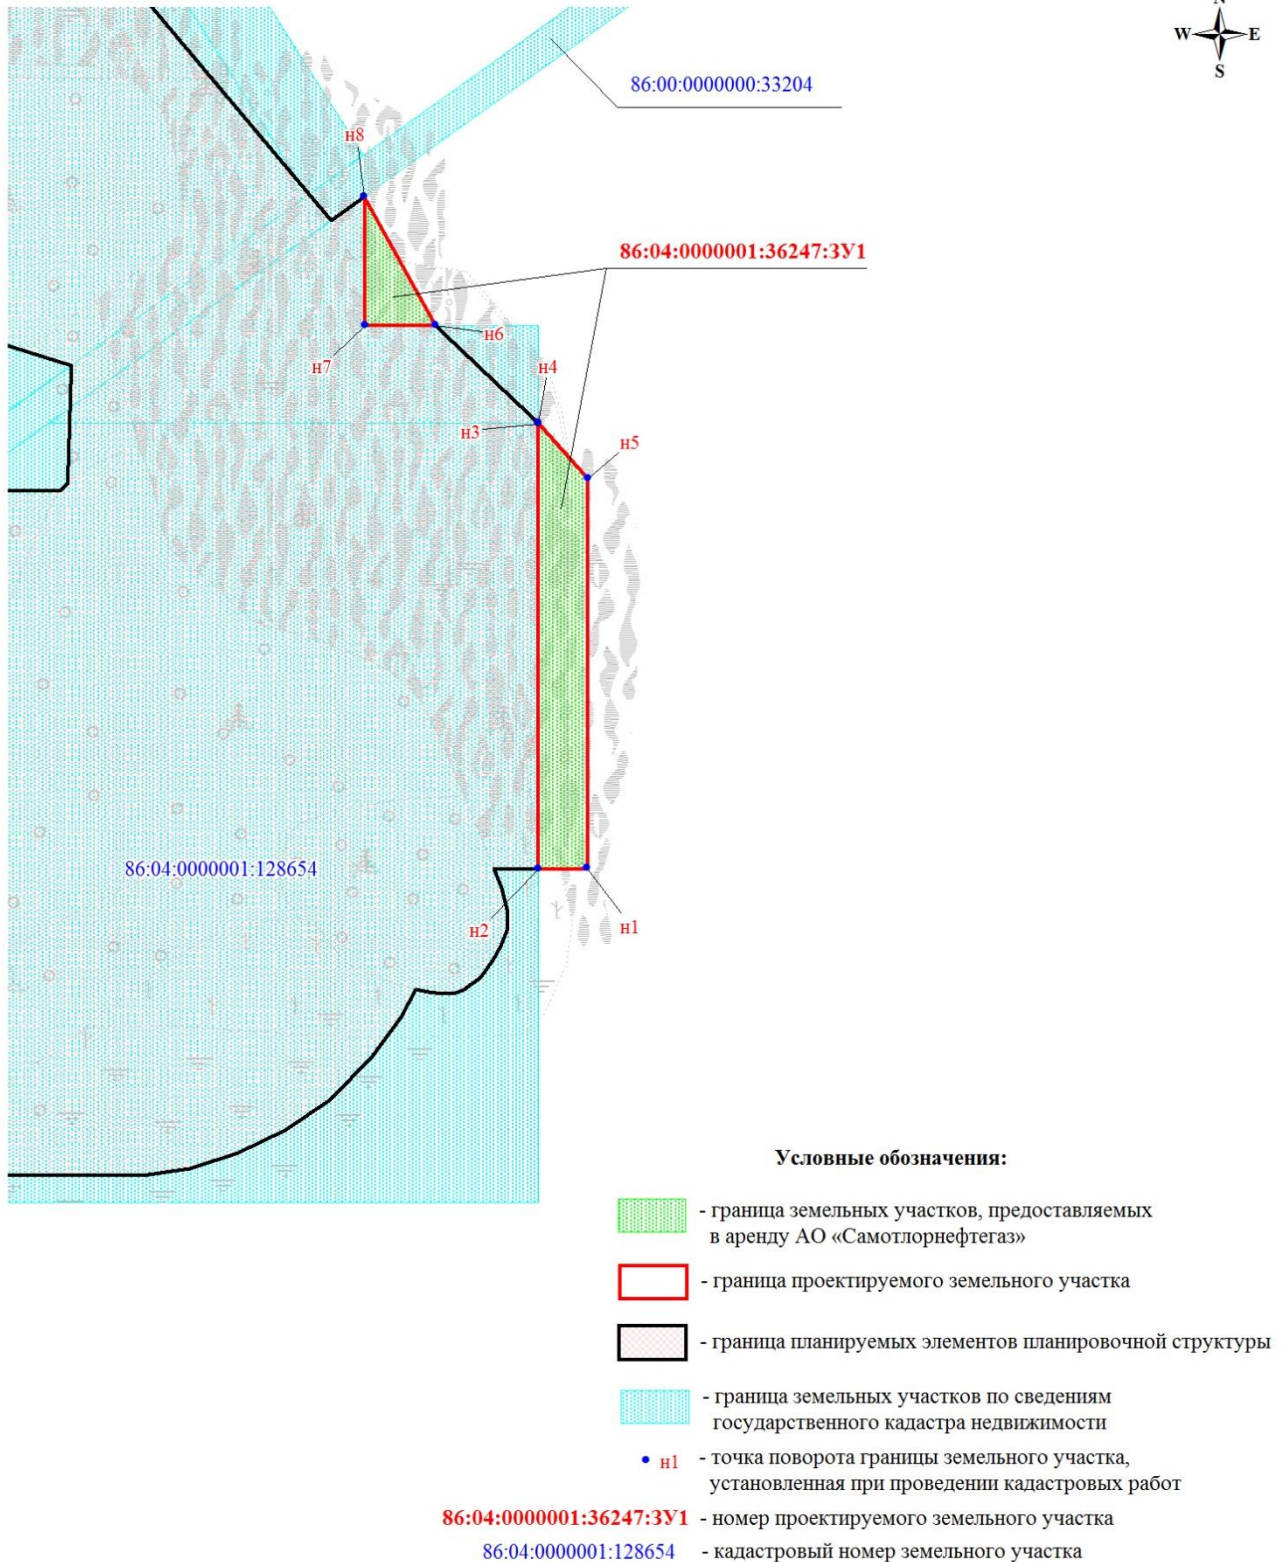 N
W E
S
86:00:0000000:33204
н8
86:04:0000001:36247:ЗУ1
н6
н7
н4
н3
н5
86:04:0000001:128654
н2
н1
Условные обозначения:
- граница земельных участков, предоставляемых
в аренду АО «Самотлорнефтегаз»
- граница проектируемого земельного участка
- граница планируемых элементов планировочной структуры
- граница земельных участков по сведениям
государственного кадастра недвижимости
н1 - точка поворота границы земельного участка,
установленная при проведении кадастровых работ
86:04:0000001:36247:ЗУ1 - номер проектируемого земельного участка
86:04:0000001:128654 - кадастровый номер земельного участка